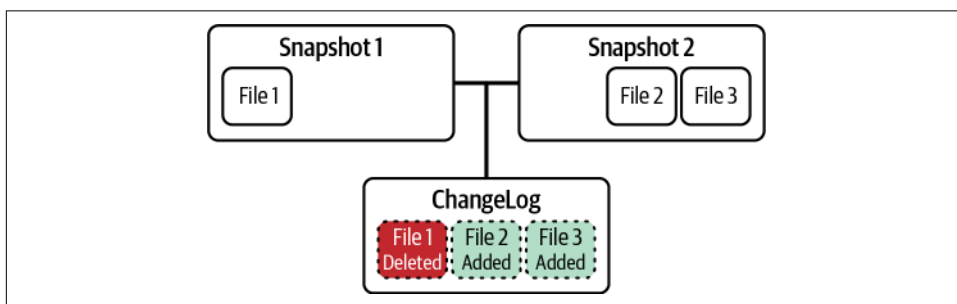 Snapshot 1
File 1
Snapshot 2
File 2
File 3
ChangeLog
File 1
Deleted
File 2
Added
File 3
Added